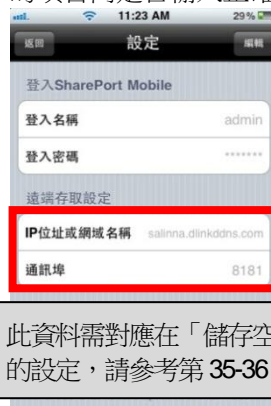 11:23 AM 29%
返回 設定 編輯
登入SharePort Mobile
登入名稱 admin
登入密碼 *******
遠端存取設定
IP位址或網域名稱 salinna.dlinkddns.com
通訊埠 8181
此資料需對應在「儲存空
的設定，請參考第 35-36